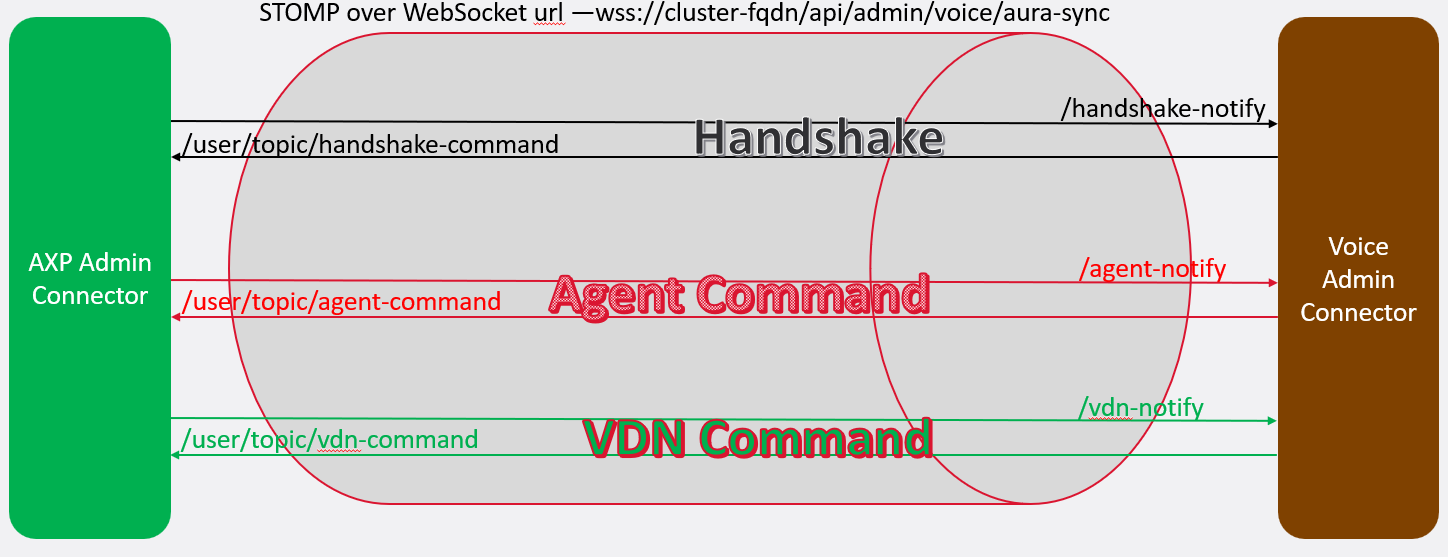 STOMP over WebSocket url —wss://cluster-fqdn/api/admin/voice/aura-sync
/handshake-notify
Handshake
/user/topic/handshake-command
AXP Admin
Connector
Voice
Admin
Connector
/agent-notify
Agent Command
/user/topic/agent-command
/vdn-notify
VDN Command
/user/topic/vdn-command